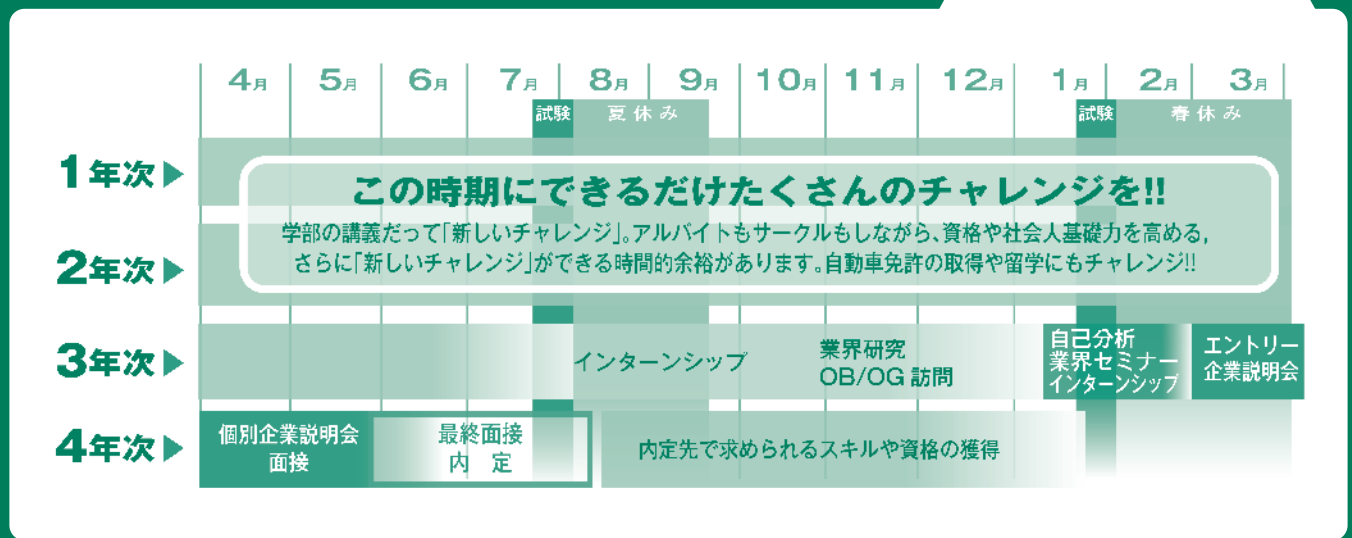 4月 5月 6月 7月 8月 9月 10月 11月 12月 1月 2月 3月
試験 夏休み 試験 春休み
1年次▶
この時期にできるだけたくさんのチャレンジを!!
学部の講義だって「新しいチャレンジ」。アルバイトもサークルもしながら、資格や社会人基礎力を高める,
さらに「新しいチャレンジ」ができる時間的余裕があります。自動車免許の取得や留学にもチャレンジ!!
2年次▶
3年次▶
インターンシップ
業界研究
OB/OG 訪問
自己分析
業界セミナー
インターンシップ
エントリー
企業説明会
4年次▶
個別企業説明会
面接
最終面接
内 定
内定先で求められるスキルや資格の獲得